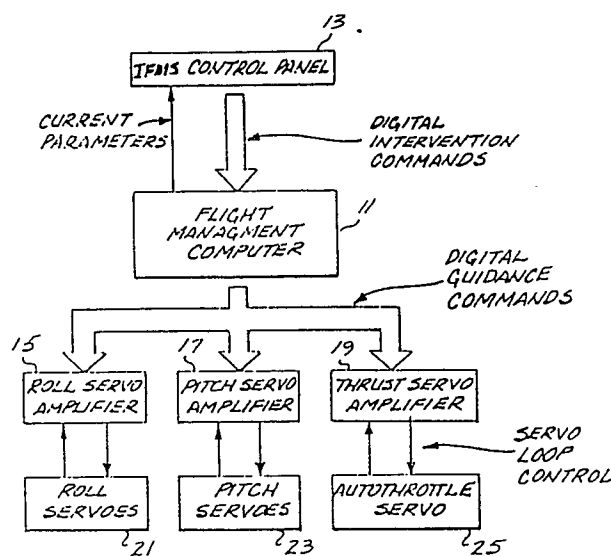 13
IFMS CONTROL PANEL
CURRENT
PARAMETERS
DIGITAL
INTERVENTION
COMMANDS
FLIGHT
MANAGMENT
COMPUTER
11
DIGITAL
GUIDANCE
COMMANDS
15
ROLL SERVO
AMPLIFIER
17
PITCH SERVO
AMPLIFIER
19
THRUST SERVO
AMPLIFIER
SERVO
LOOP
CONTROL
ROLL
SERVOES
21
PITCH
SERVOES
23
AUTOTHROTTLE
SERVO
25